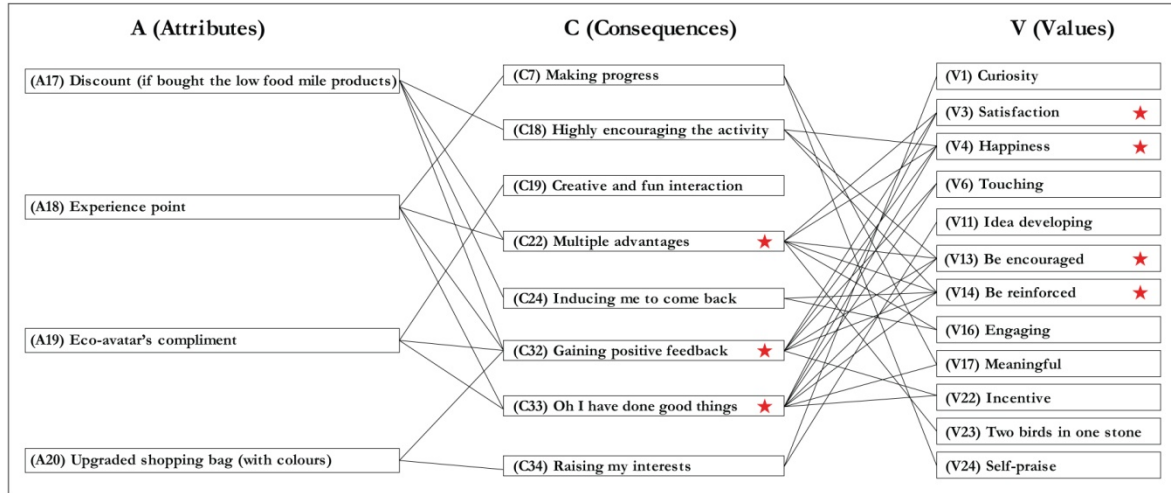 A (Attributes)
C (Consequences)
V (Values)
(A17) Discount (if bought the low food mile products)
(A18) Experience point
(A19) Eco-avatar's compliment
(A20) Upgraded shopping bag (with colours)
(C7) Making progress
(C18) Highly encouraging the activity
(C19) Creative and fun interaction
(C22) Multiple advantages
(C24) Inducing me to come back
(C32) Gaining positive feedback
(C33) Oh I have done good things
(C34) Raising my interests
(V1) Curiosity
(V3) Satisfaction
(V4) Happiness
(V6) Touching
(V11) Idea developing
(V13) Be encouraged
(V14) Be reinforced
(V16) Engaging
(V17) Meaningful
(V22) Incentive
(V23) Two birds in one stone
(V24) Self-praise